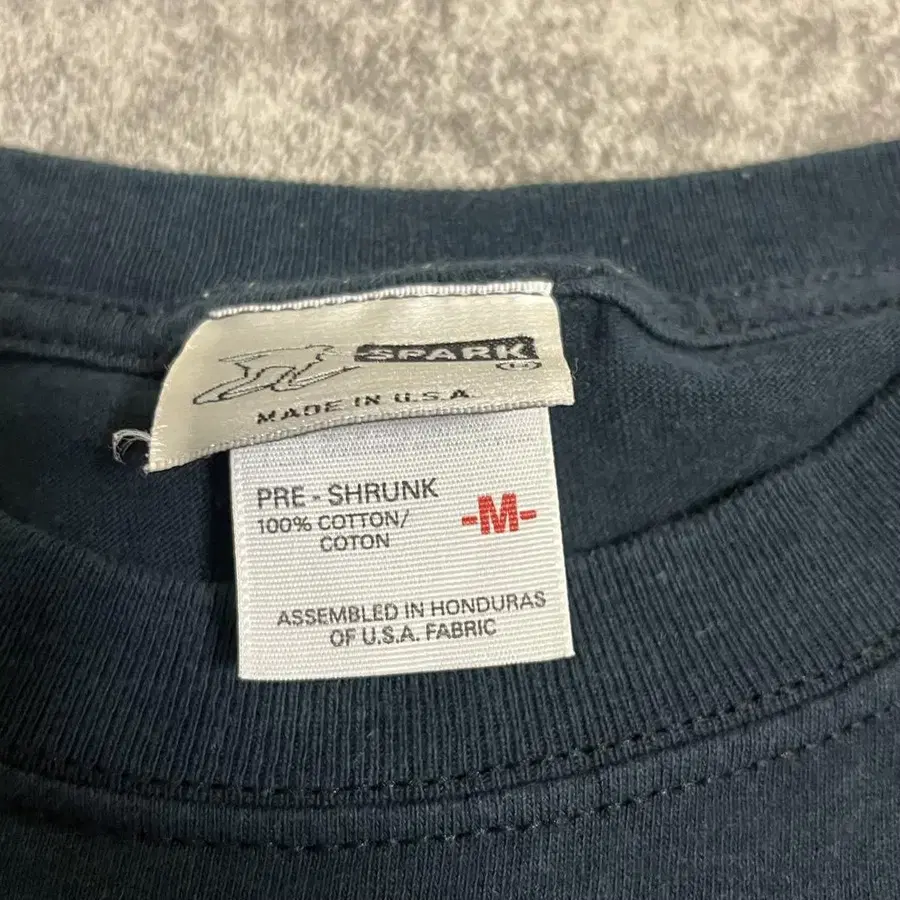 SPARK
MADE IN U.S.A.
PRE - SHRUNK
100% COTTON/
COTON
-M-
ASSEMBLED IN HONDURAS
OF U.S.A. FABRIC